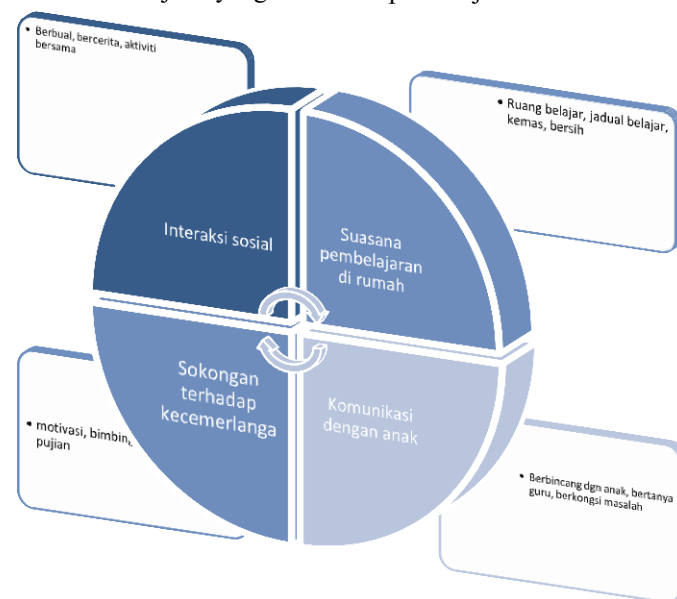 • Berbual, bercerita, aktiviti
bersama
• Ruang belajar, jadual belajar,
kemas, bersih
Interaksi sosial
Suasana
pembelajaran
di rumah
Sokongan
terhadap
kecemerlanga
Komunikasi
dengan anak
• motivasi,
pujian
• Berbincang dgn anak, bertanya
guru, berkongsi masalah